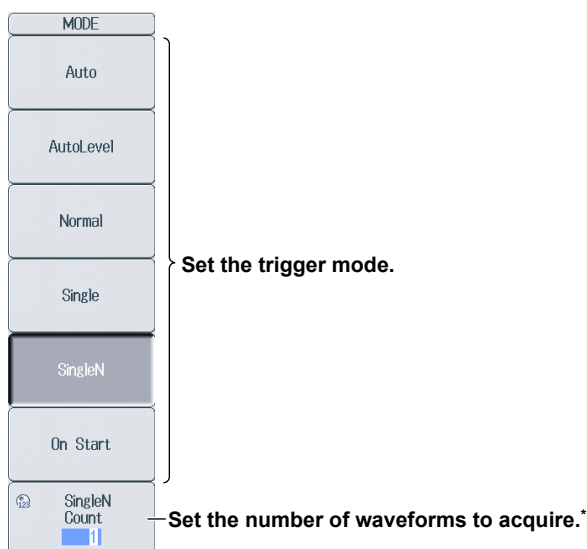 MODE
Auto
AutoLevel
Normal
Set the trigger mode.
Single
SingleN
On Start
123
SingleN
Count
1
Set the number of waveforms to acquire.*